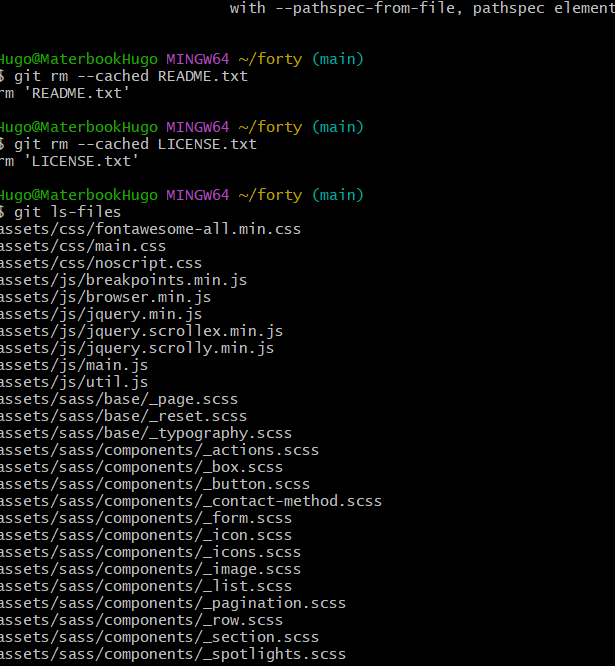 with --pathspec-from-file, pathspec element
Hugo@MaterbookHugo MINGW64 ~/forty (main)
$ git rm --cached README.txt
rm 'README.txt'
Hugo@MaterbookHugo MINGW64 ~/forty (main)
$ git rm --cached LICENSE.txt
rm 'LICENSE.txt'
Hugo@MaterbookHugo MINGW64 ~/forty (main)
$ git ls-files
assets/css/fontawesome-all.min.css
assets/css/main.css
assets/css/noscript.css
assets/js/breakpoints.min.js
assets/js/browser.min.js
assets/js/jquery.min.js
assets/js/jquery.scrollex.min.js
assets/js/jquery.scrolly.min.js
assets/js/main.js
assets/js/util.js
assets/sass/base/_page.scss
assets/sass/base/_reset.scss
assets/sass/base/_typography.scss
assets/sass/components/_actions.scss
assets/sass/components/_box.scss
assets/sass/components/_button.scss
assets/sass/components/_contact-method.scss
assets/sass/components/_form.scss
assets/sass/components/_icon.scss
assets/sass/components/_icons.scss
assets/sass/components/_image.scss
assets/sass/components/_list.scss
assets/sass/components/_pagination.scss
assets/sass/components/_row.scss
assets/sass/components/_section.scss
assets/sass/components/_spotlights.scss